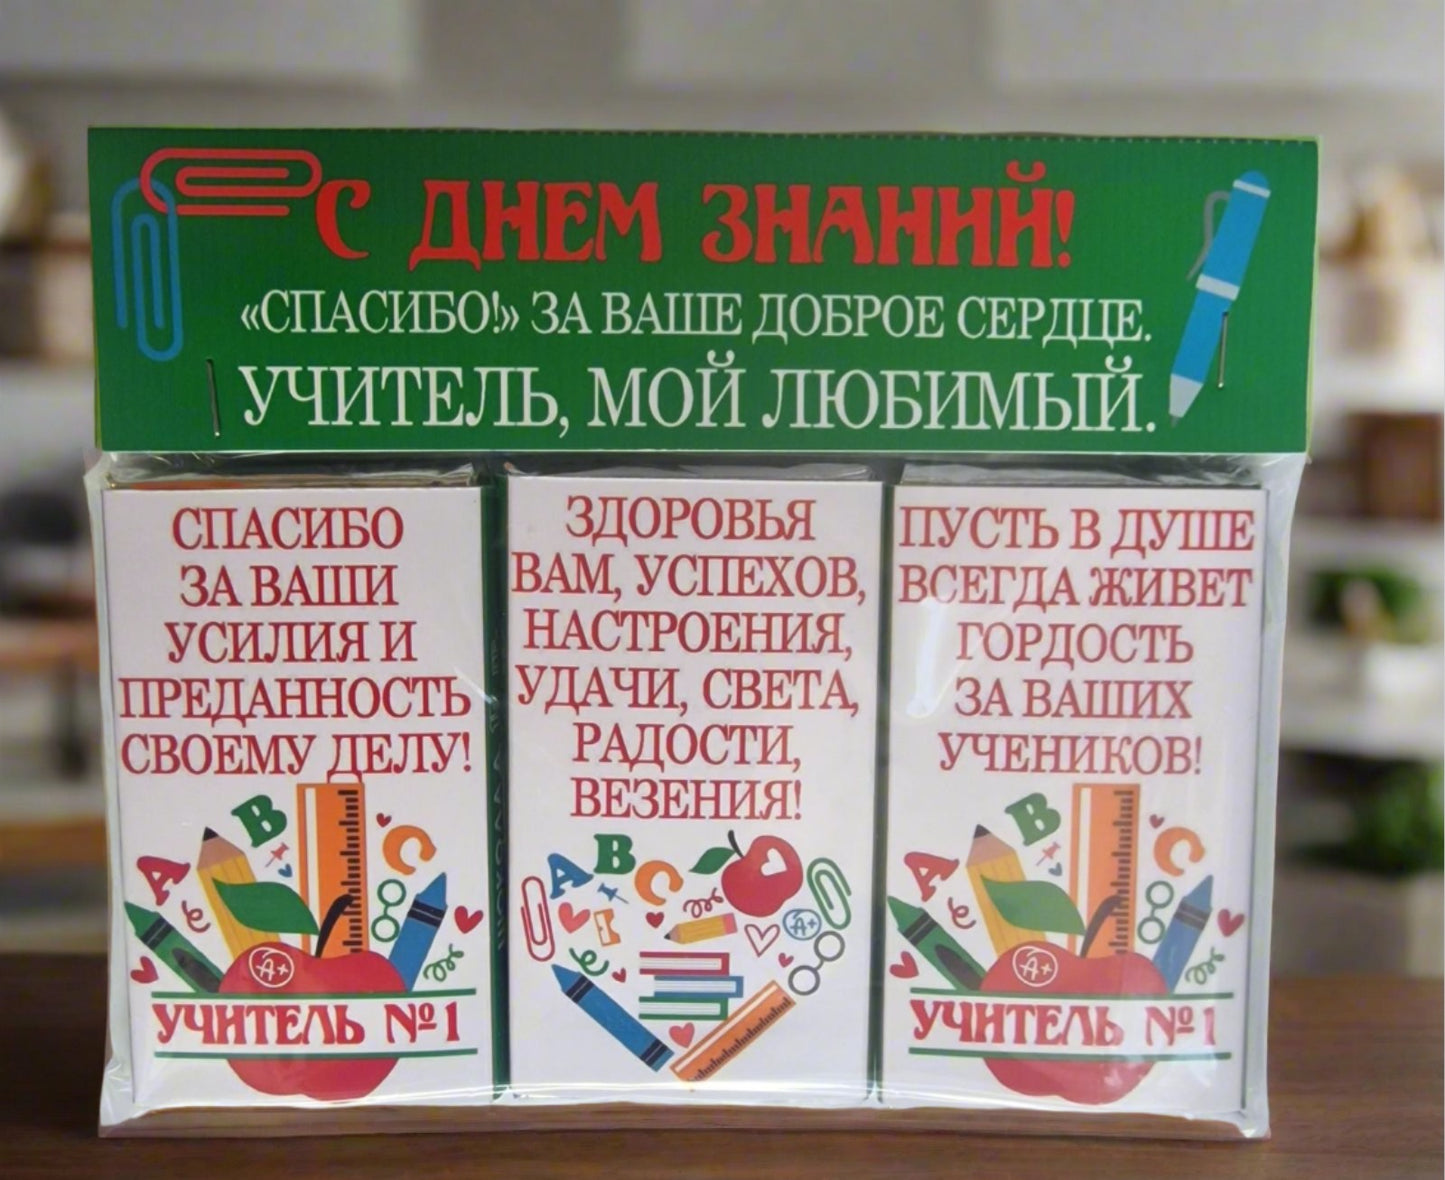 С ДНЕМ ЗНАНИЙ!
«СПАСИБО!» ЗА ВАШЕ ДОБРОЕ СЕРДЦЕ.
УЧИТЕЛЬ, МОЙ ЛЮБИМЫЙ.
СПАСИБО
ЗА ВАШИ
УСИЛИЯ И
ПРЕДАННОСТЬ
СВОЕМУ ДЕЛУ!
A B C
A+
УЧИТЕЛЬ №1
ЗДОРОВЬЯ
ВАМ, УСПЕХОВ,
НАСТРОЕНИЯ,
УДАЧИ, СВЕТА,
РАДОСТИ,
ВЕЗЕНИЯ!
A B C
A+
ПУСТЬ В ДУШЕ
ВСЕГДА ЖИВЕТ
ГОРДОСТЬ
ЗА ВАШИХ
УЧЕНИКОВ!
A B C
A+
УЧИТЕЛЬ №1